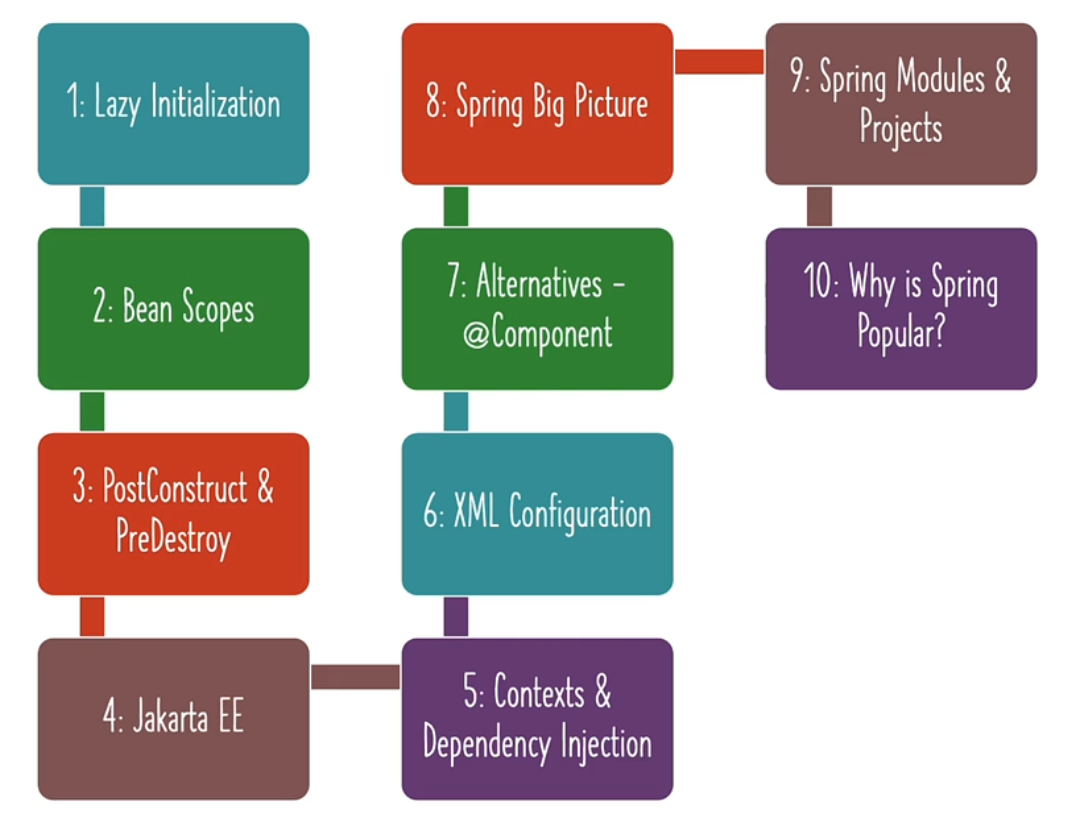 1: Lazy Initialization
2: Bean Scopes
3: PostConstruct &
PreDestroy
4: Jakarta EE
5: Contexts &
Dependency Injection
6: XML Configuration
7: Alternatives -
@Component
8: Spring Big Picture
9: Spring Modules &
Projects
10: Why is Spring
Popular?